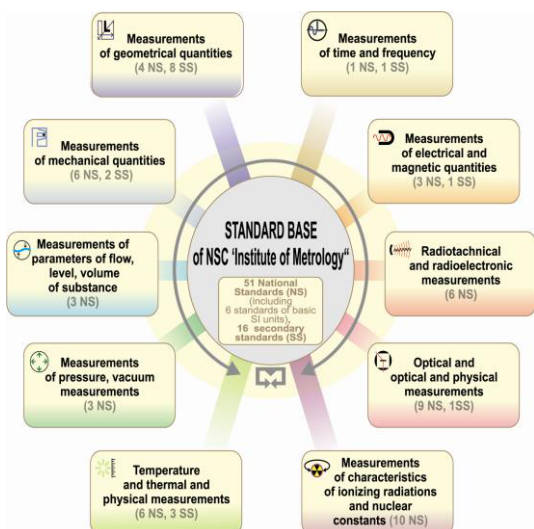 Measurements
of geometrical quantities
(4 NS, 8 SS)
Measurements
of time and frequency
(1 NS, 1 SS)
Measurements
of mechanical quantities
(6 NS, 2 SS)
Measurements
of electrical and
magnetic quantities
(3 NS, 1 SS)
STANDARD BASE
of NSC 'Institute of Metrology"
51 National
Standards (NS)
(including
6 standards of basic
SI units),
16 secondary
standards (SS)
Measurements of
parameters of flow,
level, volume
of substance
(3 NS)
Radiotachnical
and radioelectronic
measurements
(6 NS)
Measurements
of pressure, vacuum
measurements
(3 NS)
Optical and
optical and physical
measurements
(9 NS, 1SS)
Temperature
and thermal and
physical measurements
(6 NS, 3 SS)
Measurements
of characteristics
of ionizing radiations
and nuclear
constants (10 NS)